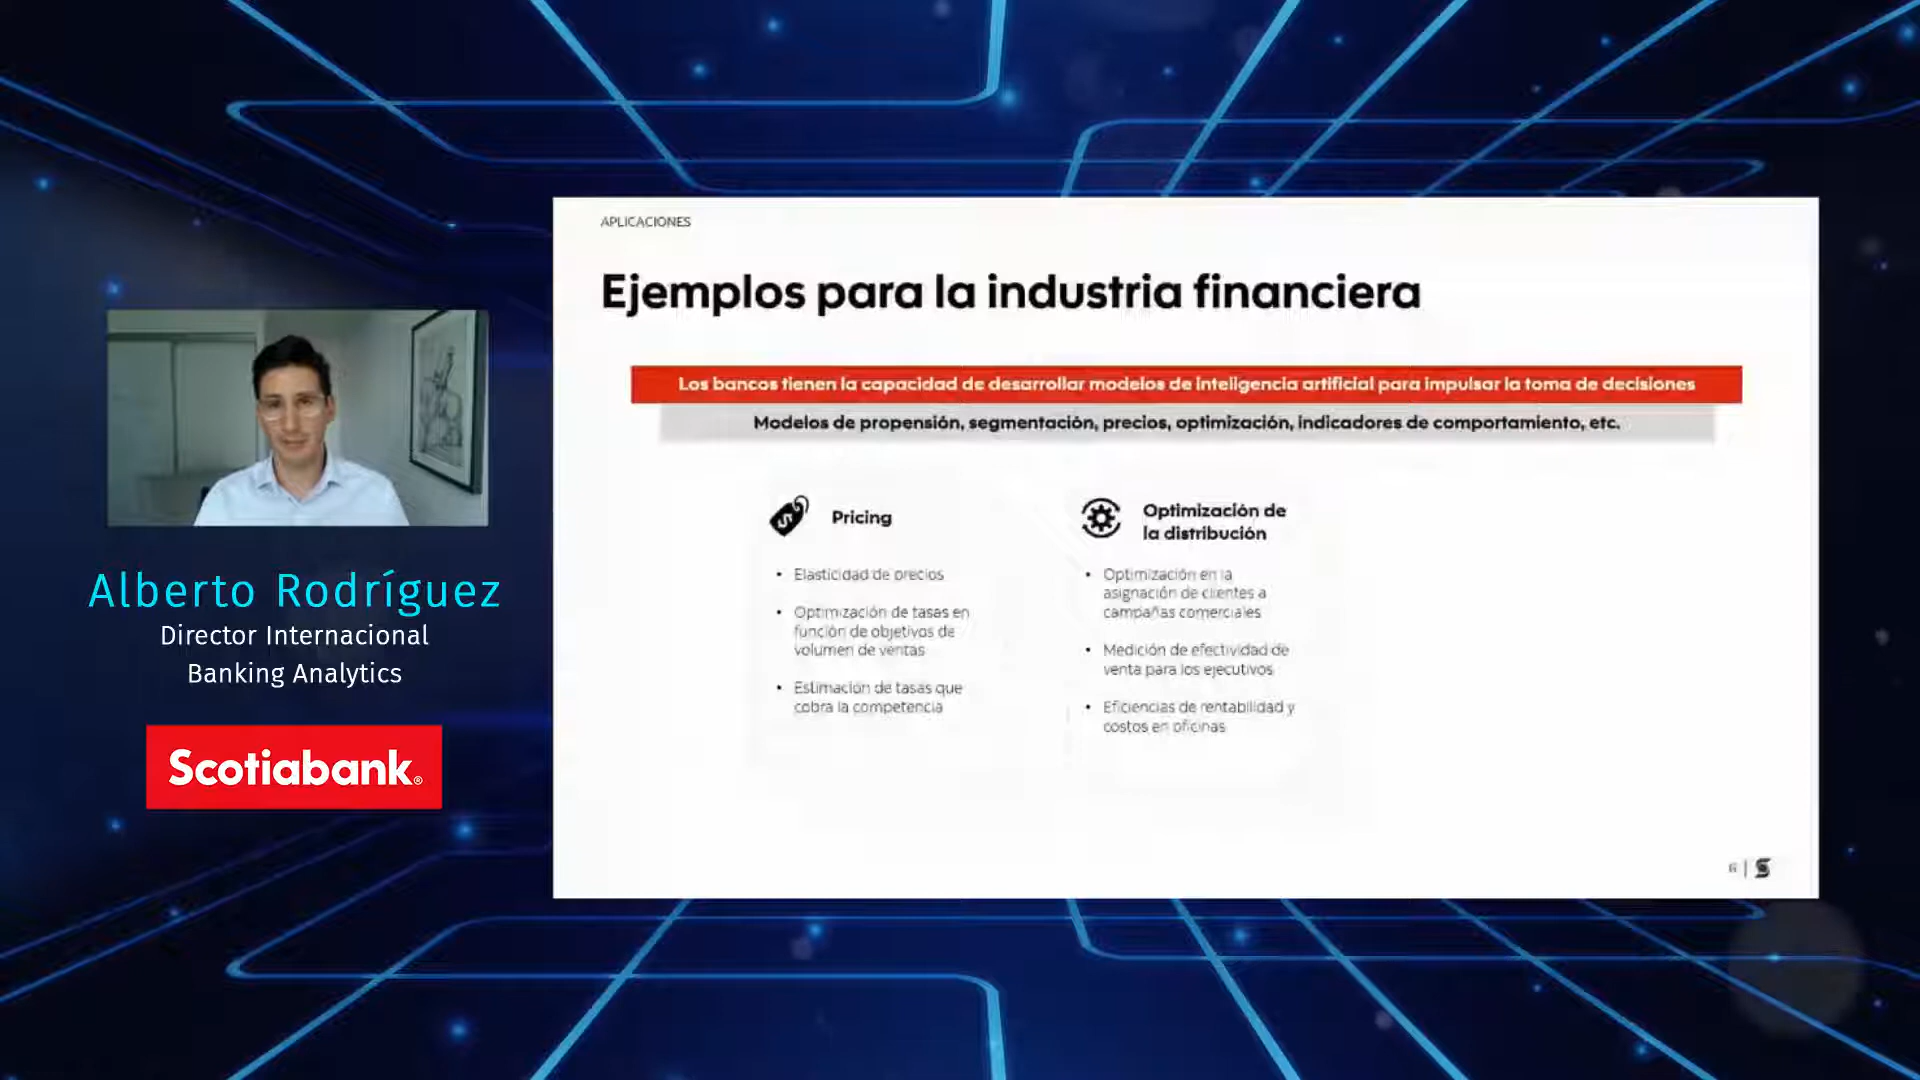 APLICACIONES
Ejemplos para la industria financiera
Los bancos tienen la capacidad de desarrollar modelos de inteligencia artificial para impulsar la toma de decisiones
Modelos de propensión, segmentación, precios, optimización, indicadores de comportamiento, etc.
Pricing
• Elasticidad de precios
• Optimización de tasas en
función de objetivos de
volumen de ventas
• Estimación de tasas que
cobra la competencia
Optimización de
la distribución
• Optimización en la
asignación de clientes a
campañas comerciales
• Medición de efectividad de
venta para los ejecutivos
• Eficiencias de rentabilidad y
costos en oficinas
Alberto Rodríguez
Director Internacional
Banking Analytics
Scotiabank®